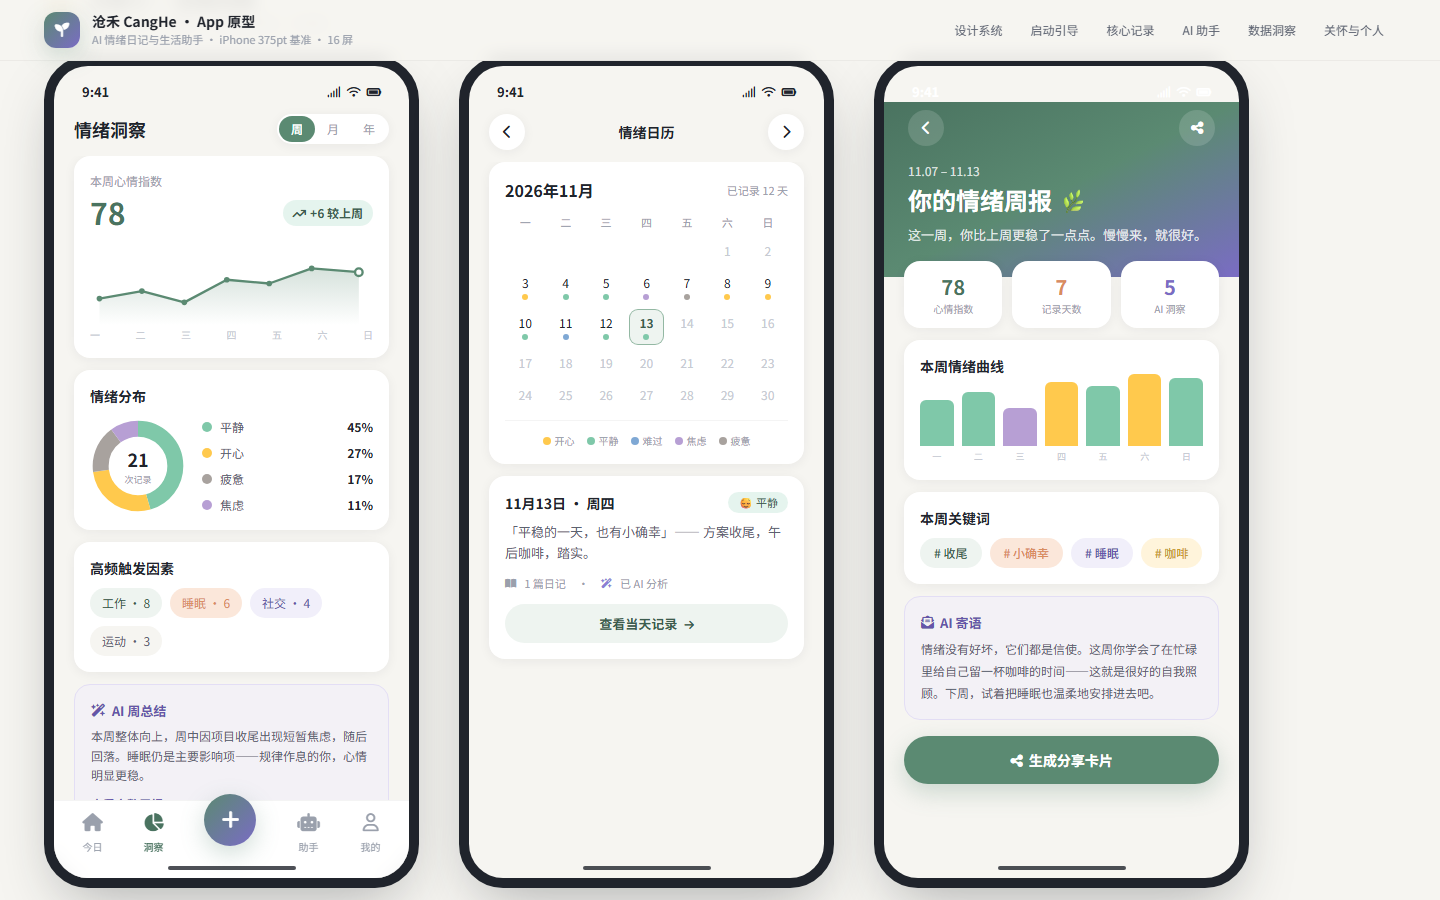 沧禾 CangHe · App 原型
AI 情绪日记与生活助手 · iPhone 375pt 基准 · 16 屏
设计系统
启动引导
核心记录
AI 助手
数据洞察
关怀与个人
9:41
情绪洞察
周
月
年
本周心情指数
78
+6 较上周
一 二 三 四 五 六 日
情绪分布
21
次记录
平静 45%
开心 27%
疲惫 17%
焦虑 11%
高频触发因素
工作 · 8
睡眠 · 6
社交 · 4
运动 · 3
AI 周总结
本周整体向上，周中因项目收尾出现短暂焦虑，随后
回落。睡眠仍是主要影响项——规律作息的你，心情
明显更稳。
今日
洞察
助手
我的
9:41
情绪日历
2026年11月
已记录 12 天
一 二 三 四 五 六 日
1 2
3 4 5 6 7 8 9
10 11 12 13 14 15 16
17 18 19 20 21 22 23
24 25 26 27 28 29 30
开心 平静 难过 焦虑 疲惫
11月13日 · 周四
平静
「平稳的一天，也有小确幸」—— 方案收尾，午
后咖啡，踏实。
1 篇日记 · 已 AI 分析
查看当天记录 →
9:41
11.07 – 11.13
你的情绪周报
这一周，你比上周更稳了一点点。慢慢来，就很好。
78
心情指数
7
记录天数
5
AI 洞察
本周情绪曲线
一 二 三 四 五 六 日
本周关键词
# 收尾
# 小确幸
# 睡眠
# 咖啡
AI 寄语
情绪没有好坏，它们都是信使。这周你学会了在忙碌
里给自己留一杯咖啡的时间——这就是很好的自我照
顾。下周，试着把睡眠也温柔地安排进去吧。
生成分享卡片